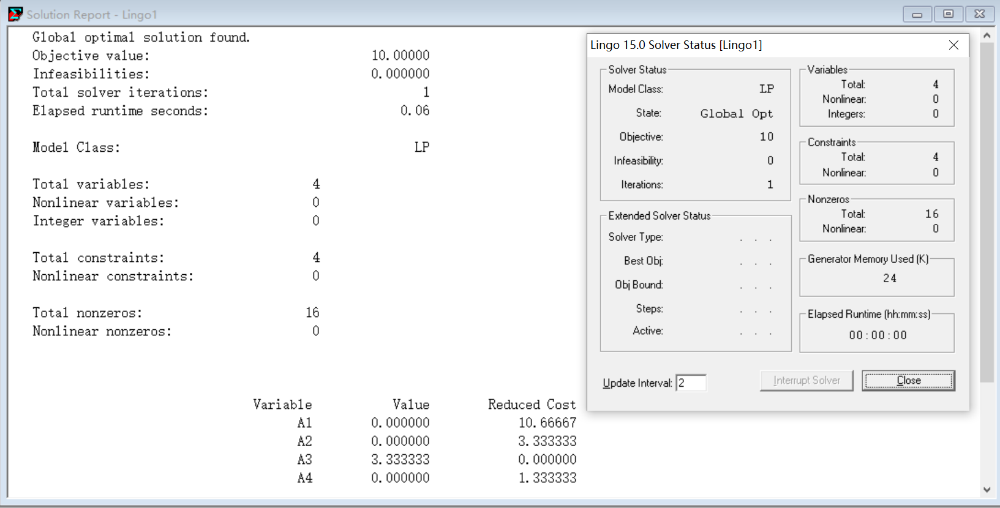 Solution Report - Lingo1
Global optimal solution found.
Objective value: 10.00000
Infeasibilities: 0.000000
Total solver iterations: 1
Elapsed runtime seconds: 0.06
Model Class: LP
Total variables: 4
Nonlinear variables: 0
Integer variables: 0
Total constraints: 4
Nonlinear constraints: 0
Total nonzeros: 16
Nonlinear nonzeros: 0
Variable Value Reduced Cost
A1 0.000000 10.66667
A2 0.000000 3.333333
A3 3.333333 0.000000
A4 0.000000 1.333333
Lingo 15.0 Solver Status [Lingo1]
Solver Status
Model Class: LP
State: Global Opt
Objective: 10
Infeasibility: 0
Iterations: 1
Extended Solver Status
Solver Type: . . .
Best Obj: . . .
Obj Bound: . . .
Steps: . . .
Active: . . .
Update Interval: 2
Variables
Total: 4
Nonlinear: 0
Integers: 0
Constraints
Total: 4
Nonlinear: 0
Nonzeros
Total: 16
Nonlinear: 0
Generator Memory Used (K)
24
Elapsed Runtime (hh:mm:ss)
00:00:00
Interrupt Solver
Close